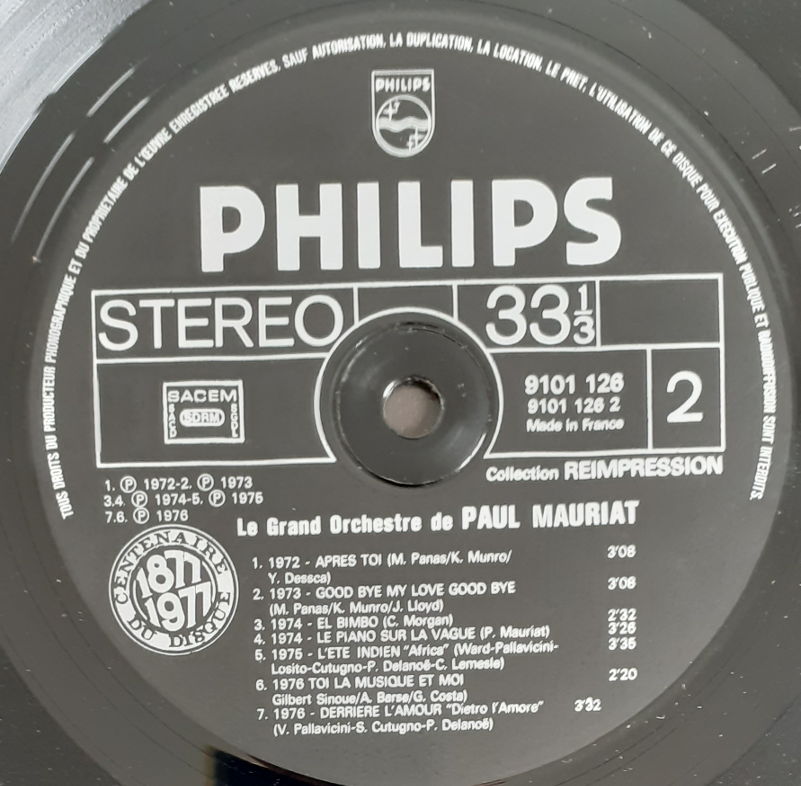 TOUS DROITS DU PRODUCTEUR PHONOGRAPHIQUE ET DU PROPRIETAIRE DE L'ŒUVRE ENREGISTREE RESERVES. SAUF AUTORISATION, LA DUPLICATION, LA LOCATION, LE PRET, L'UTILISATION DE CE DISQUE POUR EXECUTION PUBLIQUE ET RADIODIFFUSION SONT INTERDITS.
PHILIPS
PHILIPS
STEREO
33 1/3
SACEM
SACD SDRM SGDL
9101 126
9101 126 2
Made in France
2
Collection REIMPRESSION
1. ℗ 1972-2. ℗ 1973
3.4. ℗ 1974-5. ℗ 1975
7.6. ℗ 1976
Le Grand Orchestre de PAUL MAURIAT
CENTENAIRE
1877
1977
DU DISQUE
1. 1972 - APRES TOI (M. Panas/K. Munro/ 3'08
Y. Dessca)
2. 1973 - GOOD BYE MY LOVE GOOD BYE 3'06
(M. Panas/K. Munro/J. Lloyd)
3. 1974 - EL BIMBO (C. Morgan) 2'32
4. 1974 - LE PIANO SUR LA VAGUE (P. Mauriat) 3'26
5. 1975 - L'ETE INDIEN "Africa" (Ward-Pallavicini- 3'35
Losito-Cutugno-P. Delanoë-C. Lemesle)
6. 1976 TOI LA MUSIQUE ET MOI 2'20
Gilbert Sinoue/A. Barse/G. Costa)
7. 1976 - DERRIERE L'AMOUR "Dietro l'Amore" 3'32
(V. Pallavicini-S. Cutugno-P. Delanoë)